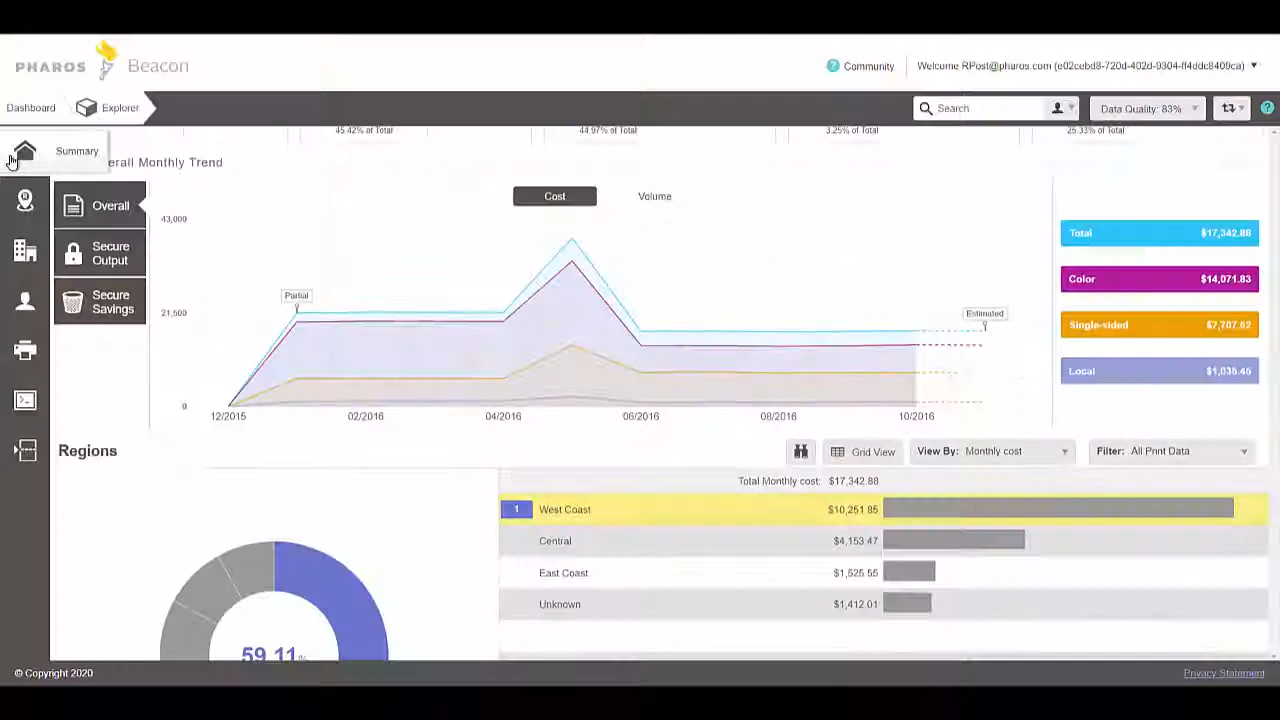 PHAROS Beacon
Community
Welcome RPost@pharos.com (e02cebd8-720d-402d-9304-ff4ddc8409ca)
Dashboard
Explorer
Search
Data Quality: 83%
45.42% of Total
44.97% of Total
3.25% of Total
25.33% of Total
Summary
erall Monthly Trend
Overall
Secure
Output
Secure
Savings
Cost
Volume
43,000
21,500
0
Partial
Estimated
12/2015
02/2016
04/2016
06/2016
08/2016
10/2016
Total $17,342.88
Color $14,071.83
Single-sided $7,707.52
Local $1,035.45
Regions
Grid View
View By: Monthly cost
Filter: All Print Data
Total Monthly cost: $17,342.88
1 West Coast $10,251.85
Central $4,153.47
East Coast $1,525.55
Unknown $1,412.01
59.11%
© Copyright 2020
Privacy Statement